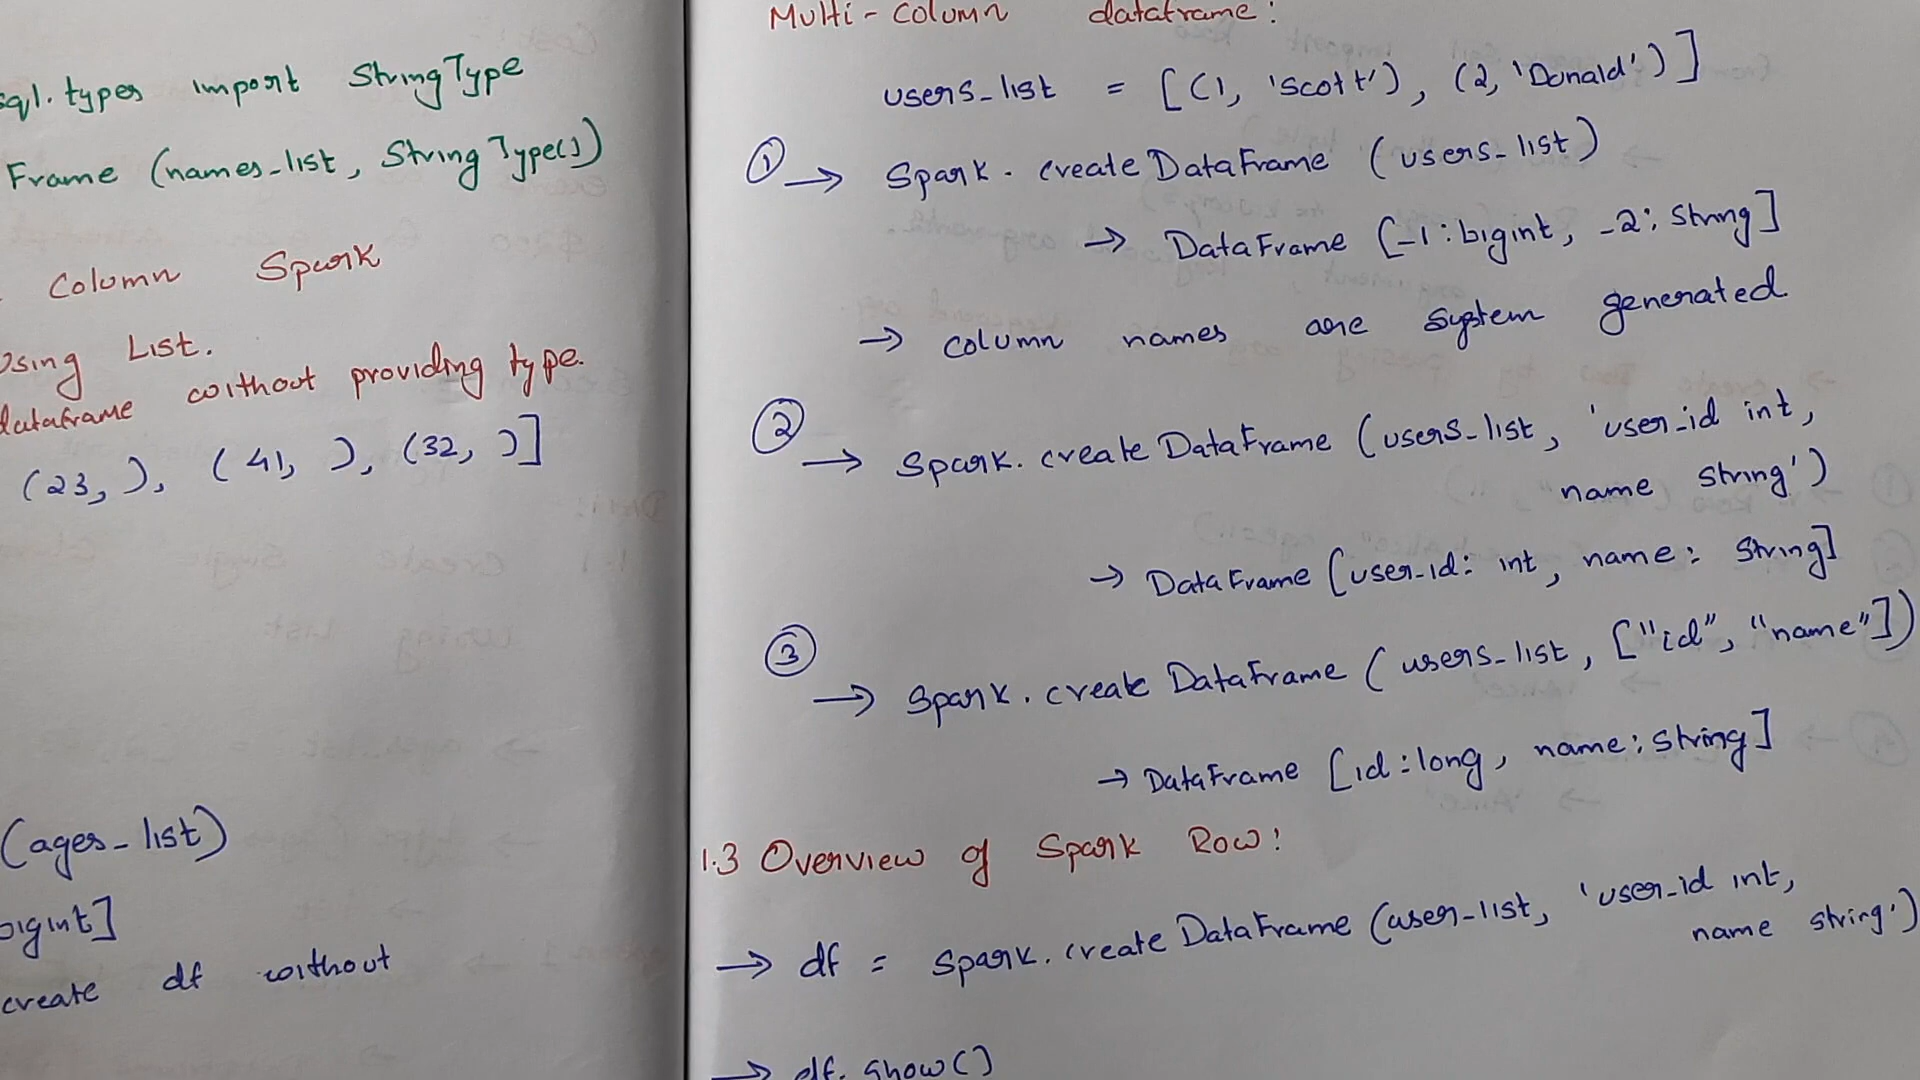 sql.types import StringType
Frame (names_list, StringType())
Column Spark
Using List.
dataframe without providing type.
(23, ), (41, ), (32, )]
(ages_list)
bigint]
create df without
Multi-Column dataframe:
users_list = [(1, 'Scott'), (2, 'Donald')]
① → Spark.createDataFrame (users_list)
→ DataFrame [_1:bigint, _2: String]
→ column names are system generated
② → Spark.createDataFrame (users_list, 'user_id int,
name string')
→ DataFrame [user_id: int, name: String]
③ → Spark.createDataFrame (users_list, ["id", "name"])
→ DataFrame [id:long, name:String]
1.3 Overview of Spark Row:
→ df = Spark.createDataFrame (user_list, 'user_id int,
name string')
→ df.show()